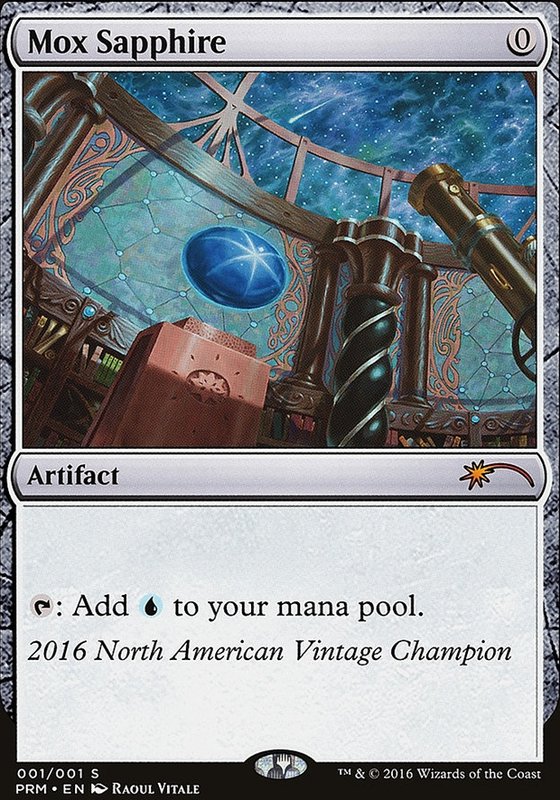 Mox Sapphire 0
Artifact
: Add to your mana pool.
2016 North American Vintage Champion
001/001 S
PRM • EN Raoul Vitale
™ & © 2016 Wizards of the Coast